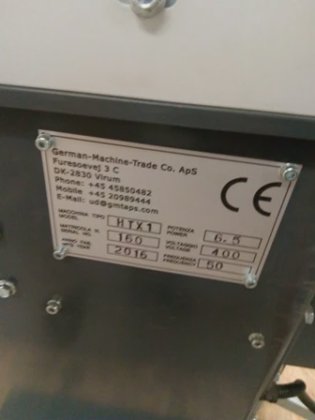 German-Machine-Trade Co. ApS
Furesoevej 3 C
DK-2830 Virum
Phone: +45 45850482
Mobile +45 20989444
E-Mail: ud@gmtaps.com
CE
MACCHINA TIPO HTX1 POTENZA 6.5
MODEL POWER
MATRICOLA N. 160 VOLTAGGIO 400
SERIAL NO. VOLTAGE
2016 FREQUENZA 50
FREQUENCY